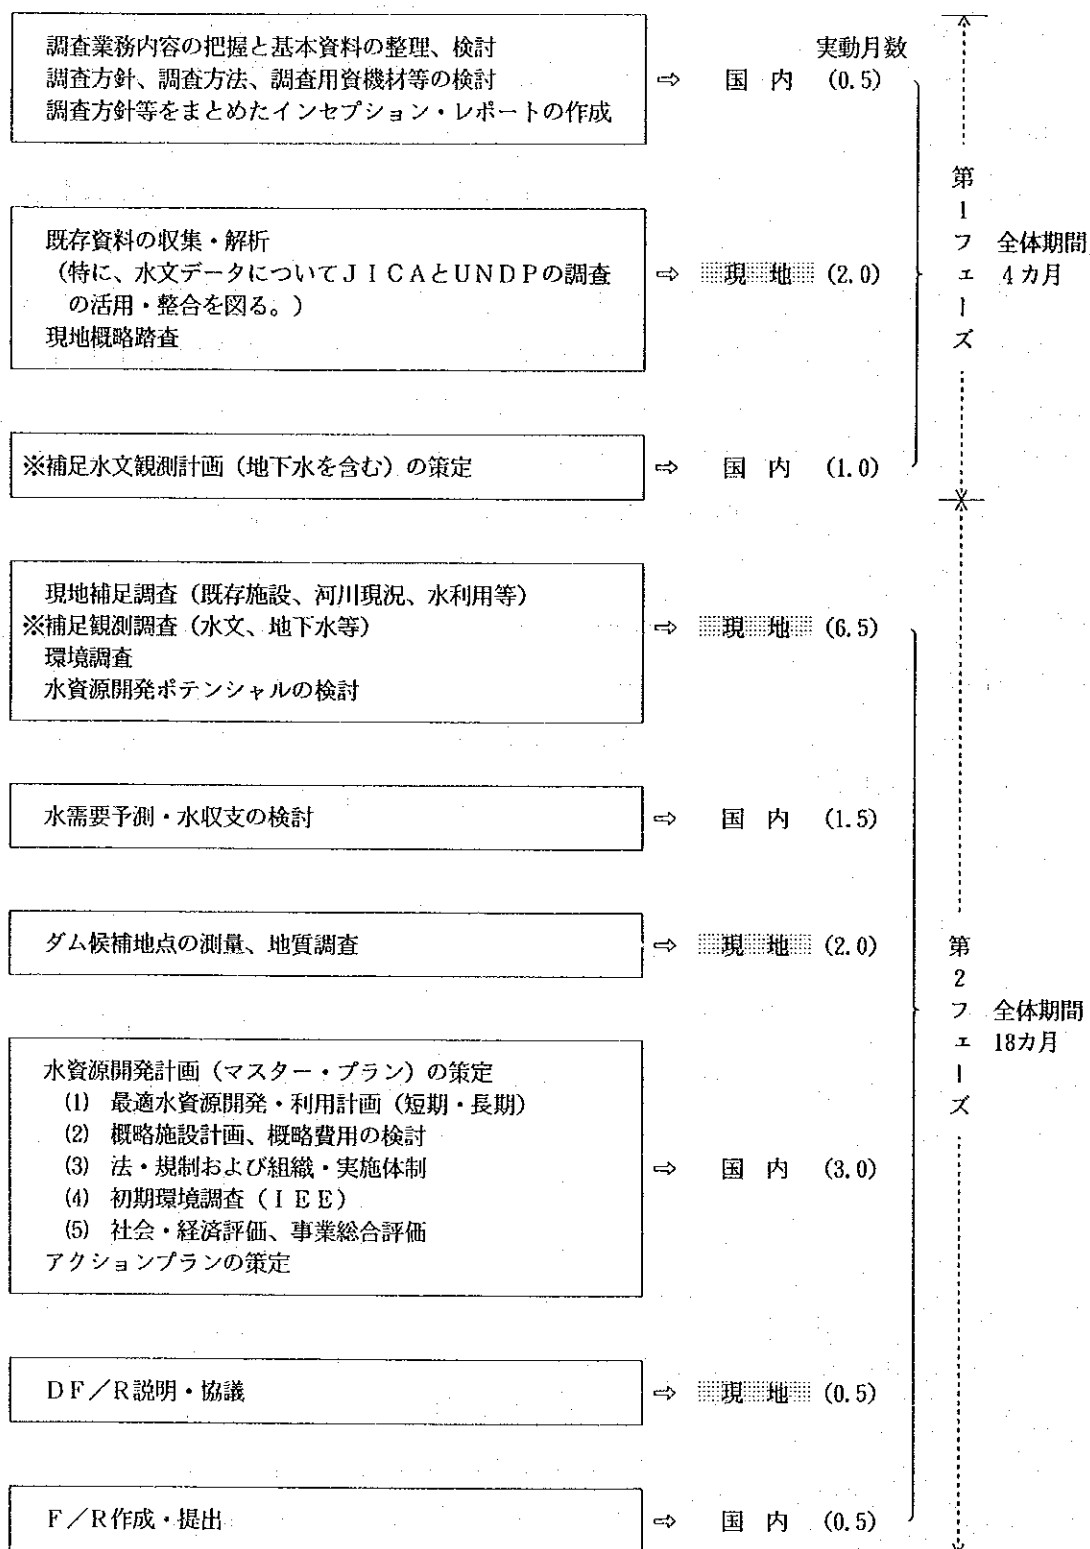 実動月数
調査業務内容の把握と基本資料の整理、検討
調査方針、調査方法、調査用資機材等の検討
調査方針等をまとめたインセプション・レポートの作成
⇨ 国内 (0.5)
既存資料の収集・解析
(特に、水文データについてJICAとUNDPの調査
の活用・整合を図る。)
現地概略踏査
⇨ 現地 (2.0)
※補足水文観測計画(地下水を含む)の策定
⇨ 国内 (1.0)
第1フェーズ
全体期間
4カ月
現地補足調査(既存施設、河川現況、水利用等)
※補足観測調査(水文、地下水等)
環境調査
水資源開発ポテンシャルの検討
⇨ 現地 (6.5)
水需要予測・水収支の検討
⇨ 国内 (1.5)
ダム候補地点の測量、地質調査
⇨ 現地 (2.0)
水資源開発計画(マスター・プラン)の策定
(1) 最適水資源開発・利用計画(短期・長期)
(2) 概略施設計画、概略費用の検討
(3) 法・規制および組織・実施体制
(4) 初期環境調査(IEE)
(5) 社会・経済評価、事業総合評価
アクションプランの策定
⇨ 国内 (3.0)
DF/R説明・協議
⇨ 現地 (0.5)
F/R作成・提出
⇨ 国内 (0.5)
第2フェーズ
全体期間
18カ月